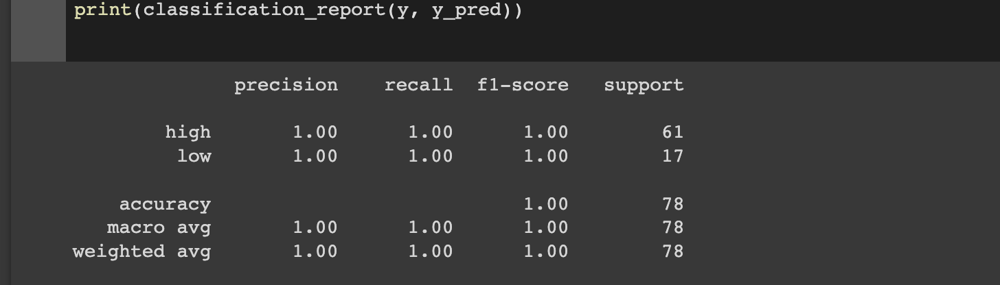 print(classification_report(y, y_pred))
precision recall f1-score support
high 1.00 1.00 1.00 61
low 1.00 1.00 1.00 17
accuracy 1.00 78
macro avg 1.00 1.00 1.00 78
weighted avg 1.00 1.00 1.00 78